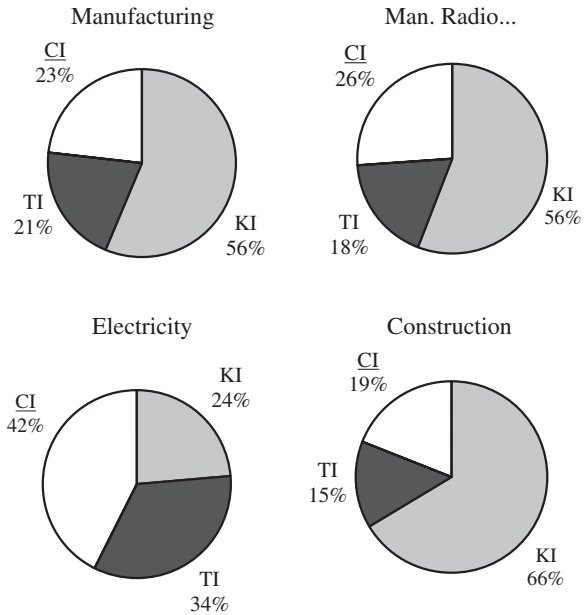 Manufacturing
CI
23%
TI
21%
KI
56%
Man. Radio...
CI
26%
TI
18%
KI
56%
Electricity
CI
42%
KI
24%
TI
34%
Construction
CI
19%
TI
15%
KI
66%